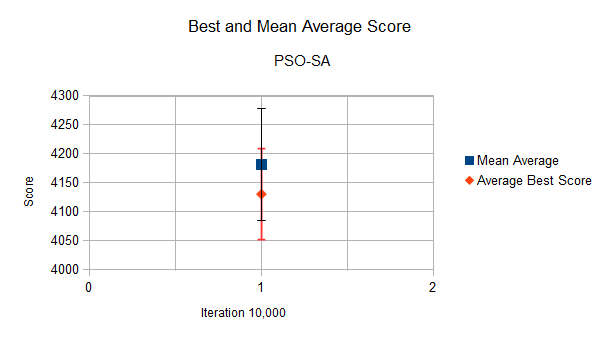 Best and Mean Average Score
PSO-SA
4300
4250
4200
4150
4100
4050
4000
Score
0
1
2
Iteration 10,000
Mean Average
Average Best Score